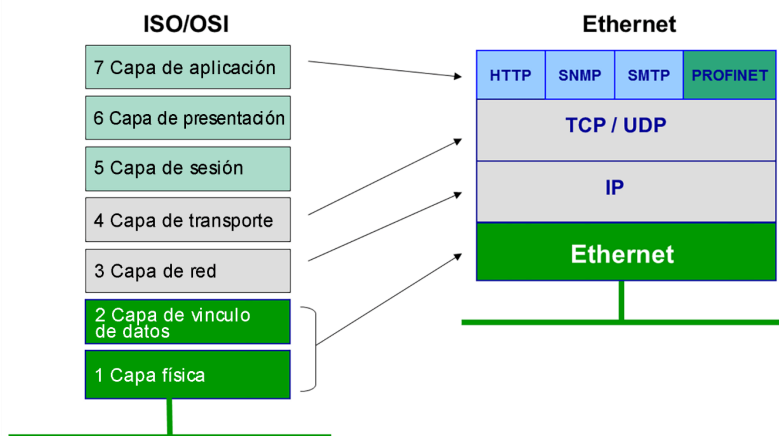 ISO/OSI
7 Capa de aplicación
6 Capa de presentación
5 Capa de sesión
4 Capa de transporte
3 Capa de red
2 Capa de vinculo
de datos
1 Capa física
Ethernet
HTTP SNMP SMTP PROFINET
TCP / UDP
IP
Ethernet